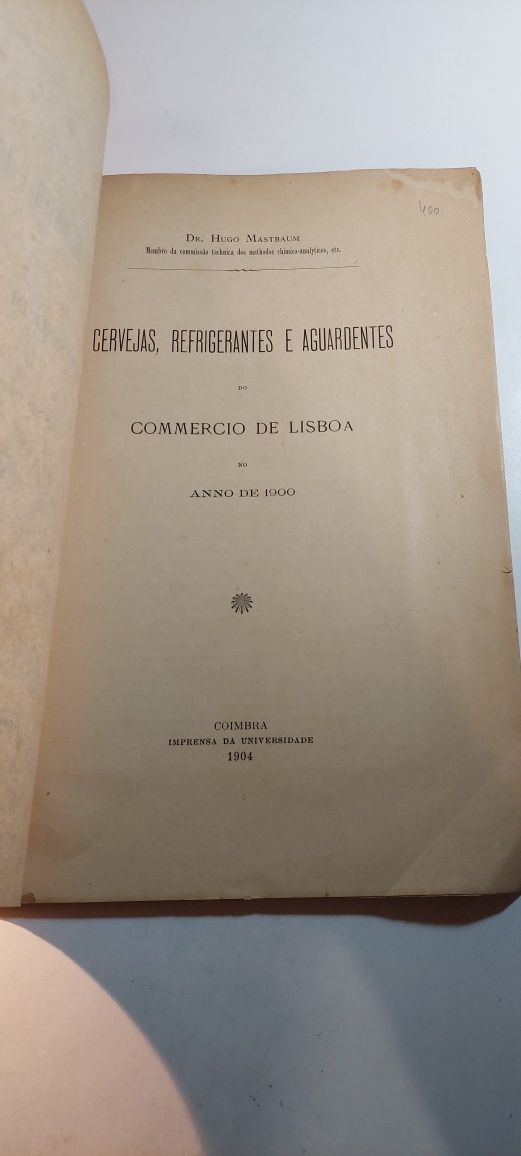 400
DR. HUGO MASTBAUM
Membro da commissão technica dos methodos chimico-analyticos, etc.
CERVEJAS, REFRIGERANTES E AGUARDENTES
DO
COMMERCIO DE LISBOA
NO
ANNO DE 1900
COIMBRA
IMPRENSA DA UNIVERSIDADE
1904